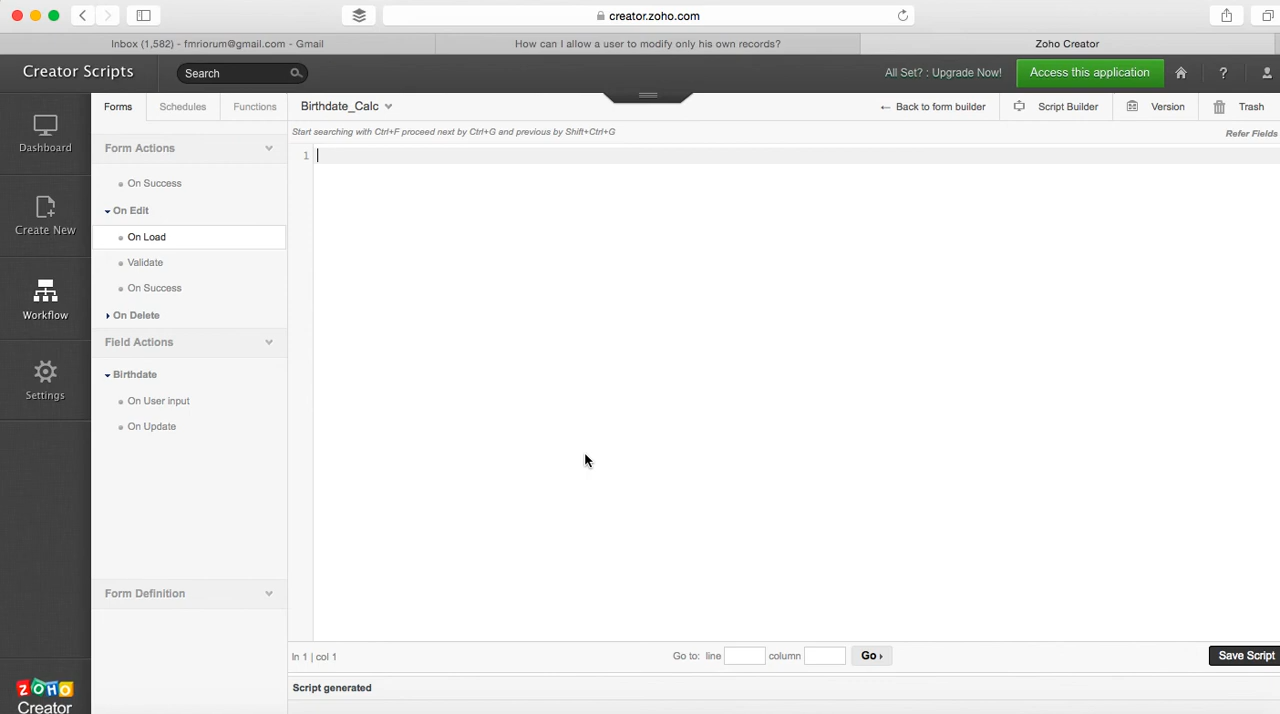 creator.zoho.com
Inbox (1,582) - fmriorum@gmail.com - Gmail
How can I allow a user to modify only his own records?
Zoho Creator
Creator Scripts
Search
All Set? : Upgrade Now!
Access this application
?
Forms
Schedules
Functions
Birthdate_Calc
← Back to form builder
Script Builder
Version
Trash
Start searching with Ctrl+F proceed next by Ctrl+G and previous by Shift+Ctrl+G
Refer Fields
Dashboard
Create New
Workflow
Settings
Form Actions
On Success
On Edit
On Load
Validate
On Success
On Delete
Field Actions
Birthdate
On User input
On Update
Form Definition
1
ln 1 | col 1
Go to: line
column
Go ›
Save Script
Script generated
ZOHO
Creator